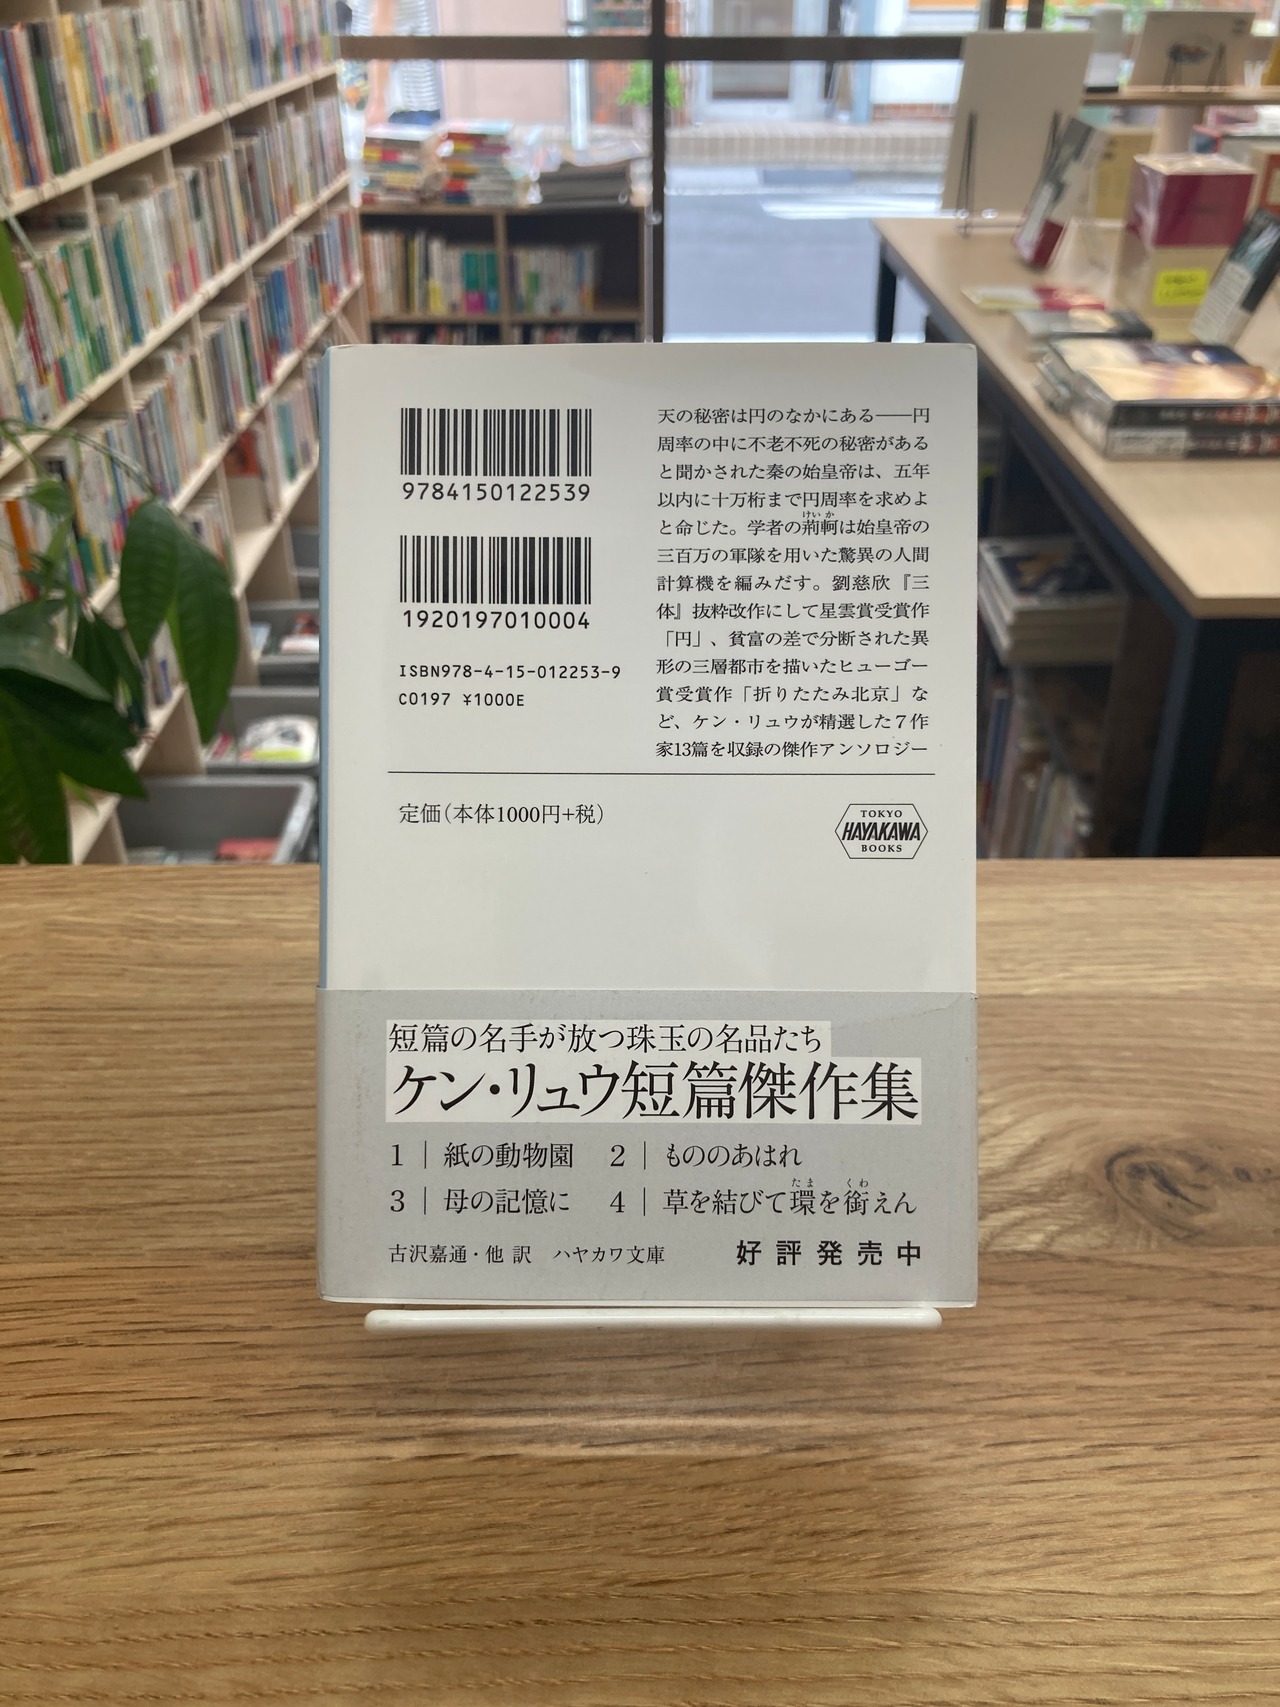 9784150122539
1920197010004
ISBN978-4-15-012253-9
C0197 ¥1000E
天の秘密は円のなかにある――円
周率の中に不老不死の秘密がある
と聞かされた秦の始皇帝は、五年
以内に十万桁まで円周率を求めよ
と命じた。学者の荊軻は始皇帝の
けいか
三百万の軍隊を用いた驚異の人間
計算機を編みだす。劉慈欣『三
体』抜粋改作にして星雲賞受賞作
「円」、貧富の差で分断された異
形の三層都市を描いたヒューゴー
賞受賞作「折りたたみ北京」な
ど、ケン・リュウが精選した7作
家13篇を収録の傑作アンソロジー
定価(本体1000円+税)
TOKYO
HAYAKAWA
BOOKS
短篇の名手が放つ珠玉の名品たち
ケン・リュウ短篇傑作集
1｜紙の動物園 2｜もののあはれ
3｜母の記憶に 4｜草を結びて環を銜えん
たま くわ
古沢嘉通・他 訳 ハヤカワ文庫 好評発売中